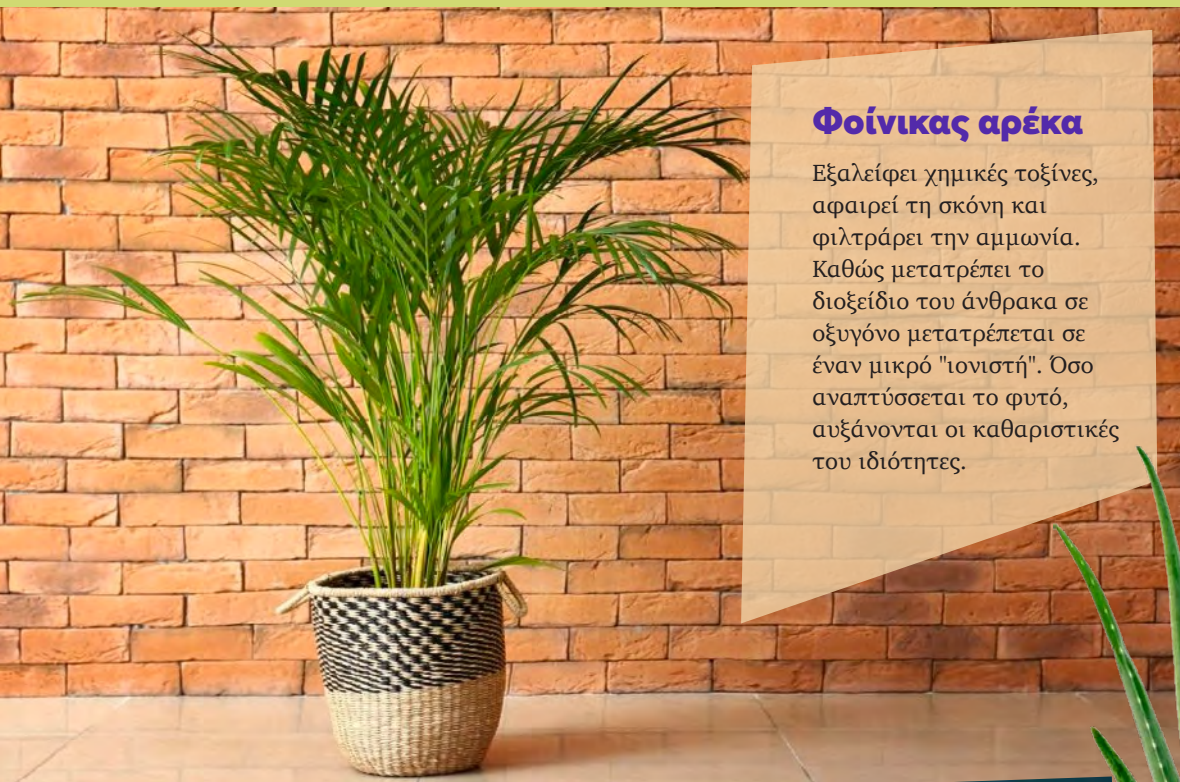 Φοίνικας αρέκα
Εξαλείφει χημικές τοξίνες,
αφαιρεί τη σκόνη και
φιλτράρει την αμμωνία.
Καθώς μετατρέπει το
διοξείδιο του άνθρακα σε
οξυγόνο μετατρέπεται σε
έναν μικρό "ιονιστή". Όσο
αναπτύσσεται το φυτό,
αυξάνονται οι καθαριστικές
του ιδιότητες.